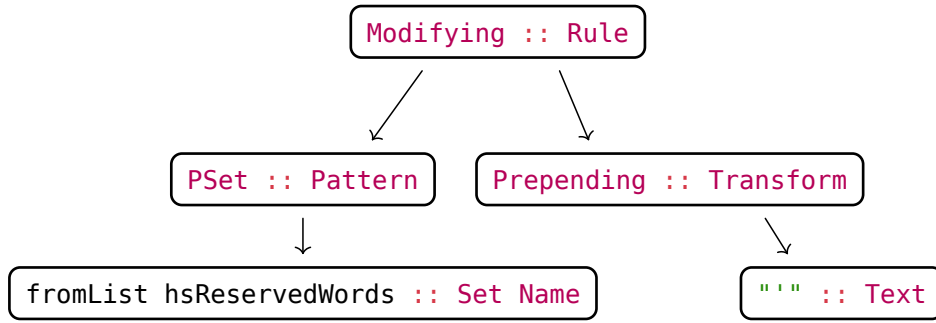 Modifying :: Rule
PSet :: Pattern
Prepending :: Transform
fromList hsReservedWords :: Set Name
"'" :: Text